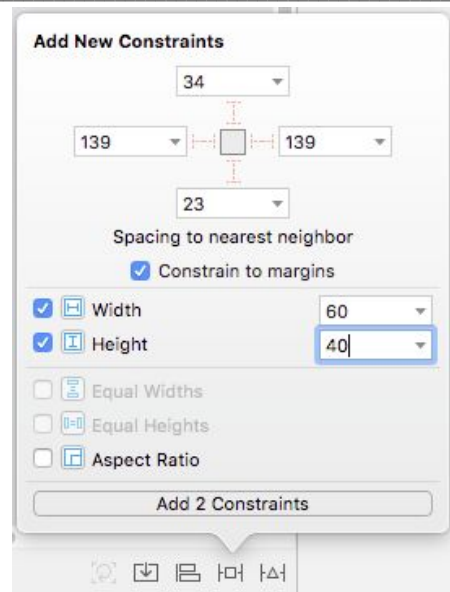 Add New Constraints
34
139 139
23
Spacing to nearest neighbor
Constrain to margins
Width 60
Height 40
Equal Widths
Equal Heights
Aspect Ratio
Add 2 Constraints